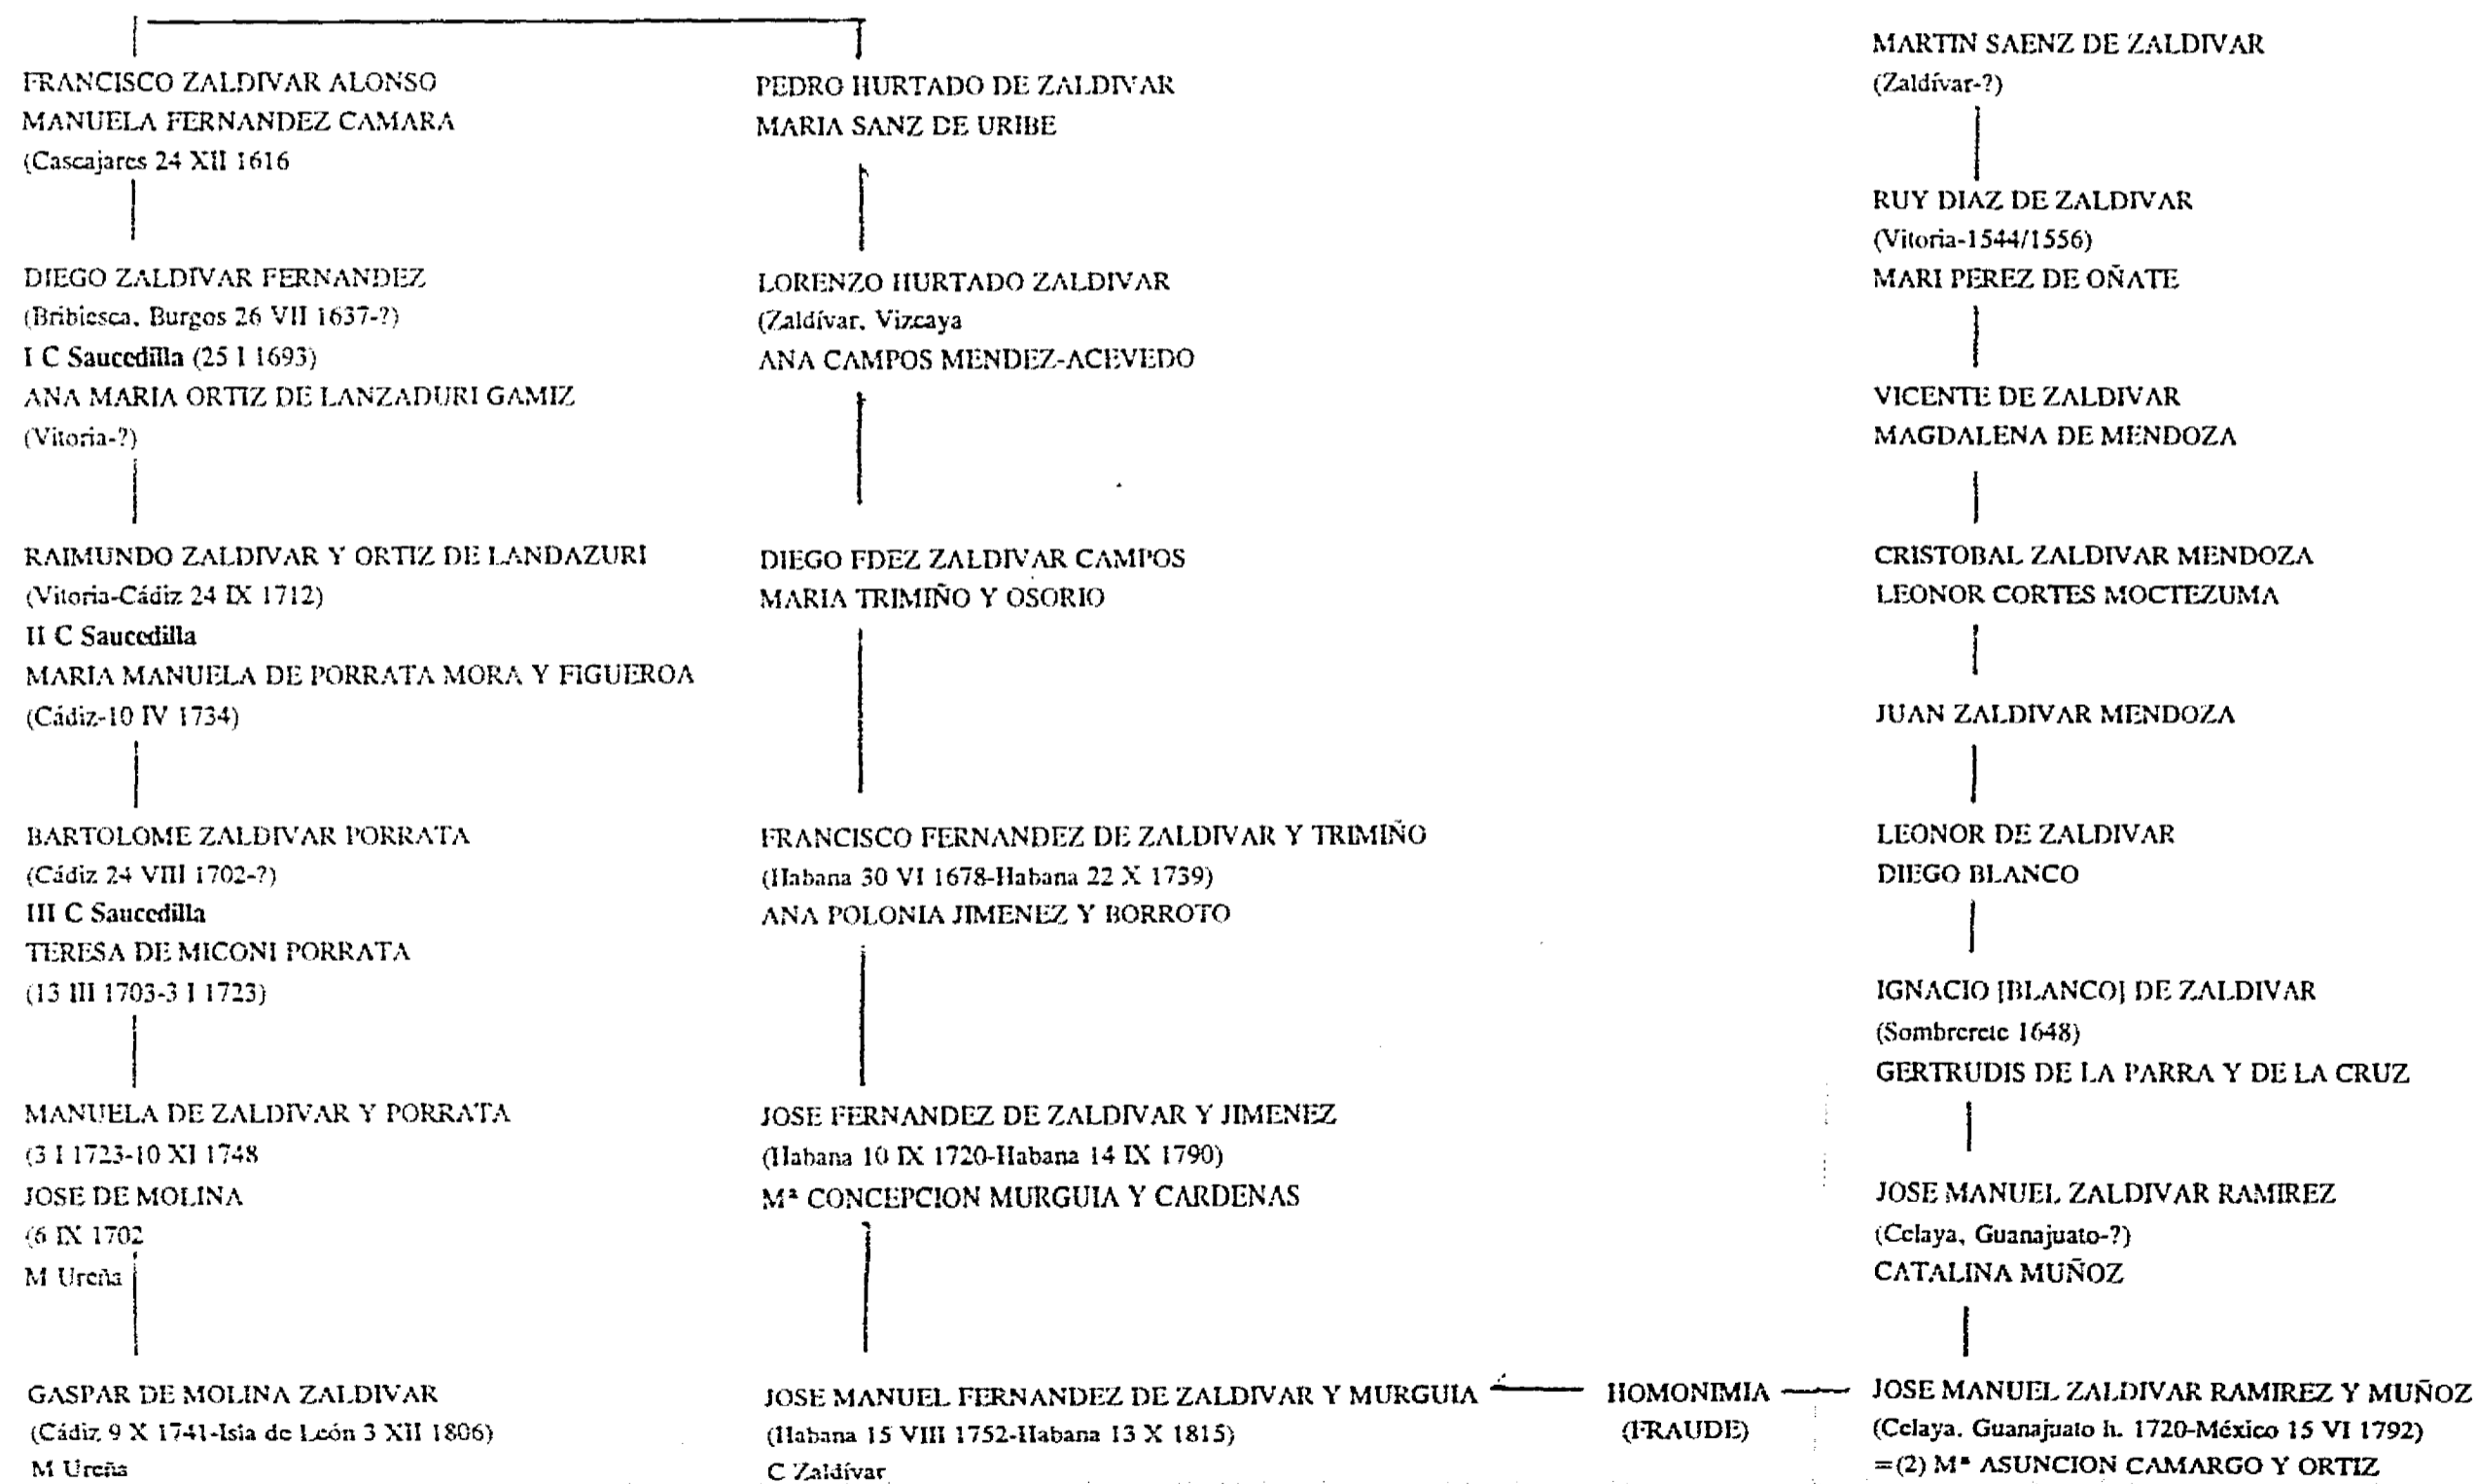 FRANCISCO ZALDIVAR ALONSO
MANUELA FERNANDEZ CAMARA
(Cascajares 24 XII 1616
DIEGO ZALDIVAR FERNANDEZ
(Bribiesca, Burgos 26 VII 1637-?)
I C Saucedilla (25 I 1693)
ANA MARIA ORTIZ DE LANZADURI GAMIZ
(Vitoria-?)
RAIMUNDO ZALDIVAR Y ORTIZ DE LANDAZURI
(Vitoria-Cádiz 24 IX 1712)
II C Saucedilla
MARIA MANUELA DE PORRATA MORA Y FIGUEROA
(Cádiz-10 IV 1734)
BARTOLOME ZALDIVAR PORRATA
(Cádiz 24 VIII 1702-?)
III C Saucedilla
TERESA DE MICONI PORRATA
(13 III 1703-3 I 1723)
MANUELA DE ZALDIVAR Y PORRATA
(3 I 1723-10 XI 1748
JOSE DE MOLINA
(6 IX 1702
M Ureña
GASPAR DE MOLINA ZALDIVAR
(Cádiz 9 X 1741-Isla de León 3 XII 1806)
M Ureña
PEDRO HURTADO DE ZALDIVAR
MARIA SANZ DE URIBE
LORENZO HURTADO ZALDIVAR
(Zaldívar, Vizcaya
ANA CAMPOS MENDEZ-ACEVEDO
DIEGO FDEZ ZALDIVAR CAMPOS
MARIA TRIMIÑO Y OSORIO
FRANCISCO FERNANDEZ DE ZALDIVAR Y TRIMIÑO
(Habana 30 VI 1678-Habana 22 X 1739)
ANA POLONIA JIMENEZ Y BORROTO
JOSE FERNANDEZ DE ZALDIVAR Y JIMENEZ
(Habana 10 IX 1720-Habana 14 IX 1790)
Mª CONCEPCION MURGUIA Y CARDENAS
JOSE MANUEL FERNANDEZ DE ZALDIVAR Y MURGUIA
(Habana 15 VIII 1752-Habana 13 X 1815)
C Zaldívar
HOMONIMIA
(FRAUDE)
MARTIN SAENZ DE ZALDIVAR
(Zaldívar-?)
RUY DIAZ DE ZALDIVAR
(Vitoria-1544/1556)
MARI PEREZ DE OÑATE
VICENTE DE ZALDIVAR
MAGDALENA DE MENDOZA
CRISTOBAL ZALDIVAR MENDOZA
LEONOR CORTES MOCTEZUMA
JUAN ZALDIVAR MENDOZA
LEONOR DE ZALDIVAR
DIEGO BLANCO
IGNACIO [BLANCO] DE ZALDIVAR
(Sombrerete 1648)
GERTRUDIS DE LA PARRA Y DE LA CRUZ
JOSE MANUEL ZALDIVAR RAMIREZ
(Celaya, Guanajuato-?)
CATALINA MUÑOZ
JOSE MANUEL ZALDIVAR RAMIREZ Y MUÑOZ
(Celaya. Guanajuato h. 1720-México 15 VI 1792)
=(2) Mª ASUNCION CAMARGO Y ORTIZ